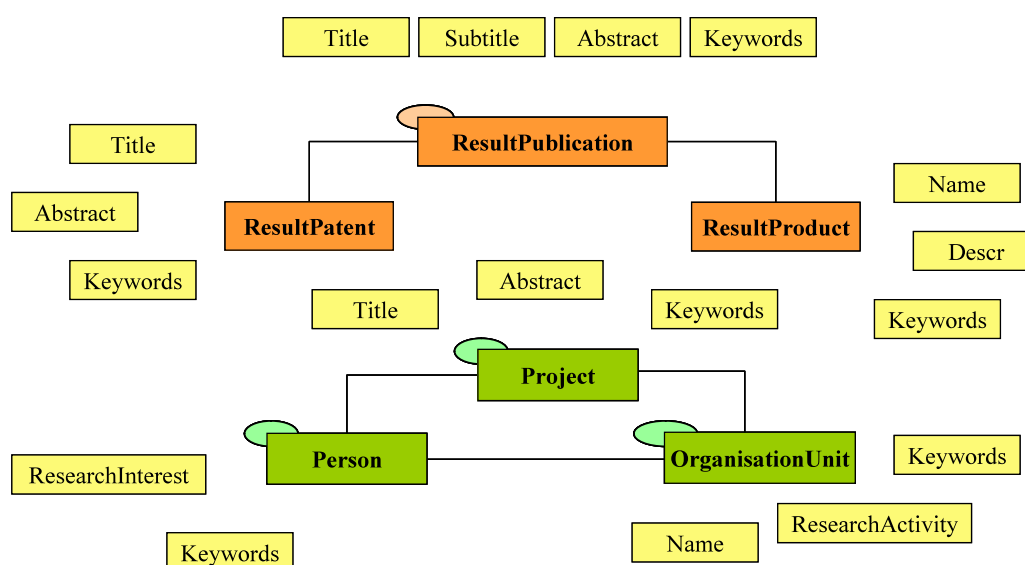 Title
Subtitle
Abstract
Keywords
ResultPublication
Title
Name
Abstract
ResultPatent
ResultProduct
Descr
Keywords
Abstract
Title
Keywords
Keywords
Project
Person
OrganisationUnit
Keywords
ResearchInterest
ResearchActivity
Name
Keywords